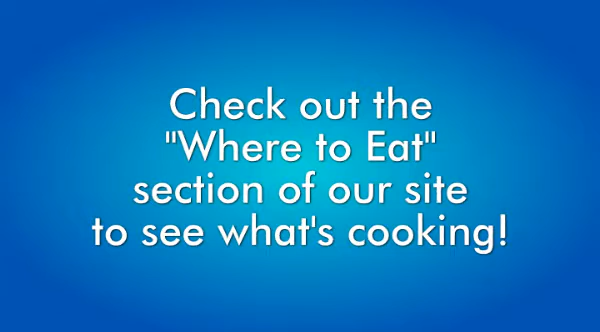 Check out the
"Where to Eat"
section of our site
to see what's cooking!